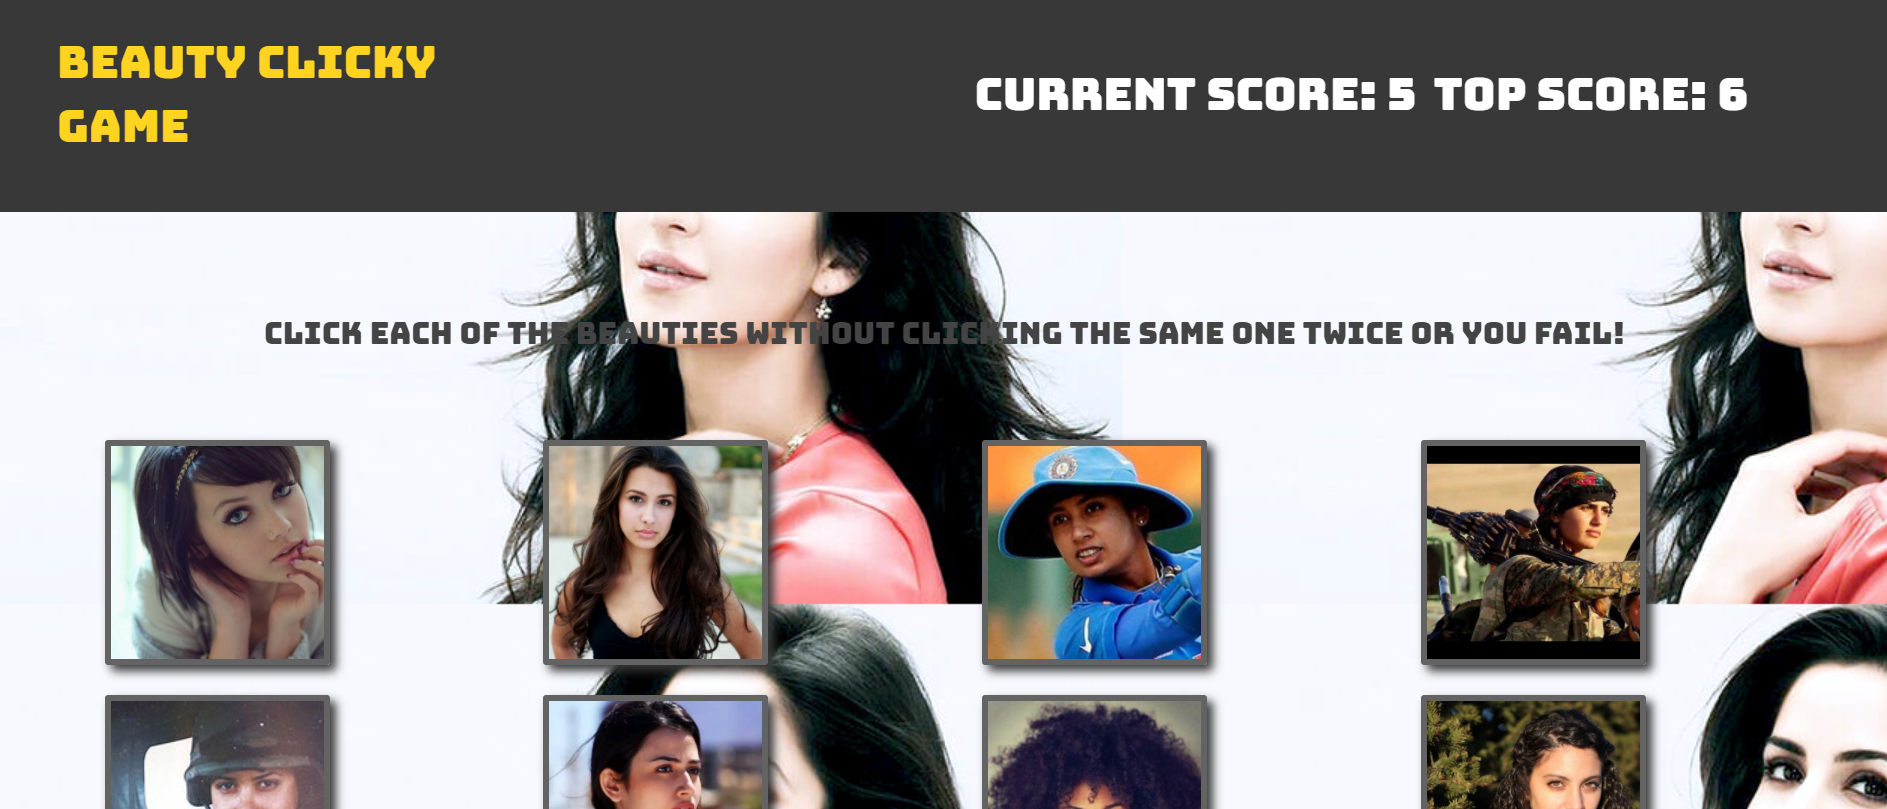 BEAUTY CLICKY
GAME
CURRENT SCORE: 5 TOP SCORE: 6
CLICK EACH OF THE BEAUTIES WITHOUT CLICKING THE SAME ONE TWICE OR YOU FAIL!